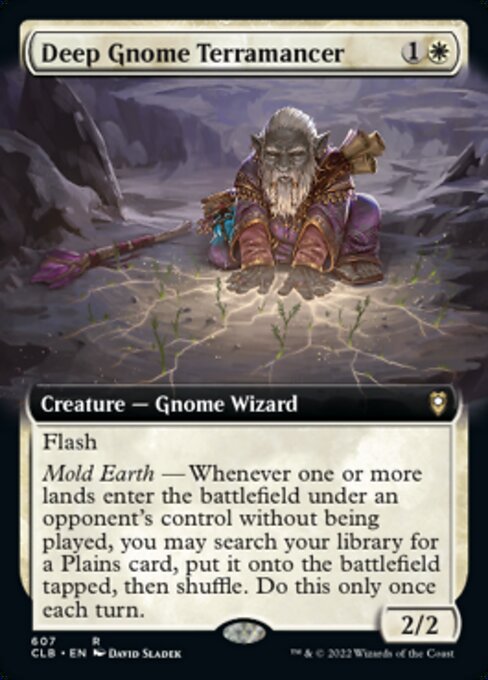 Deep Gnome Terramancer 1
Creature — Gnome Wizard
Flash
Mold Earth — Whenever one or more
lands enter the battlefield under an
opponent's control without being
played, you may search your library for
a Plains card, put it onto the battlefield
tapped, then shuffle. Do this only once
each turn.
2/2
607 R
CLB • EN DAVID SLADEK
™ & © 2022 Wizards of the Coast